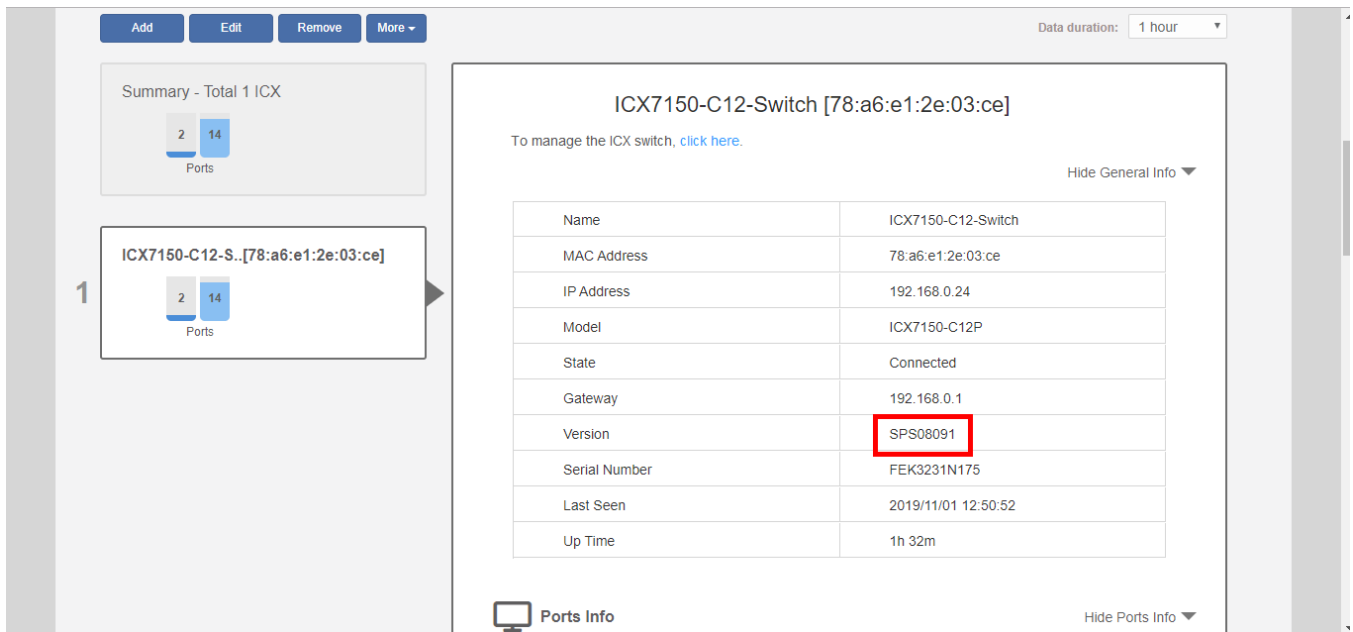 Add Edit Remove More
Data duration: 1 hour
Summary - Total 1 ICX
2 14
Ports
1
ICX7150-C12-S..[78:a6:e1:2e:03:ce]
2 14
Ports
ICX7150-C12-Switch [78:a6:e1:2e:03:ce]
To manage the ICX switch, click here.
Hide General Info
Name ICX7150-C12-Switch
MAC Address 78:a6:e1:2e:03:ce
IP Address 192.168.0.24
Model ICX7150-C12P
State Connected
Gateway 192.168.0.1
Version SPS08091
Serial Number FEK3231N175
Last Seen 2019/11/01 12:50:52
Up Time 1h 32m
Ports Info
Hide Ports Info